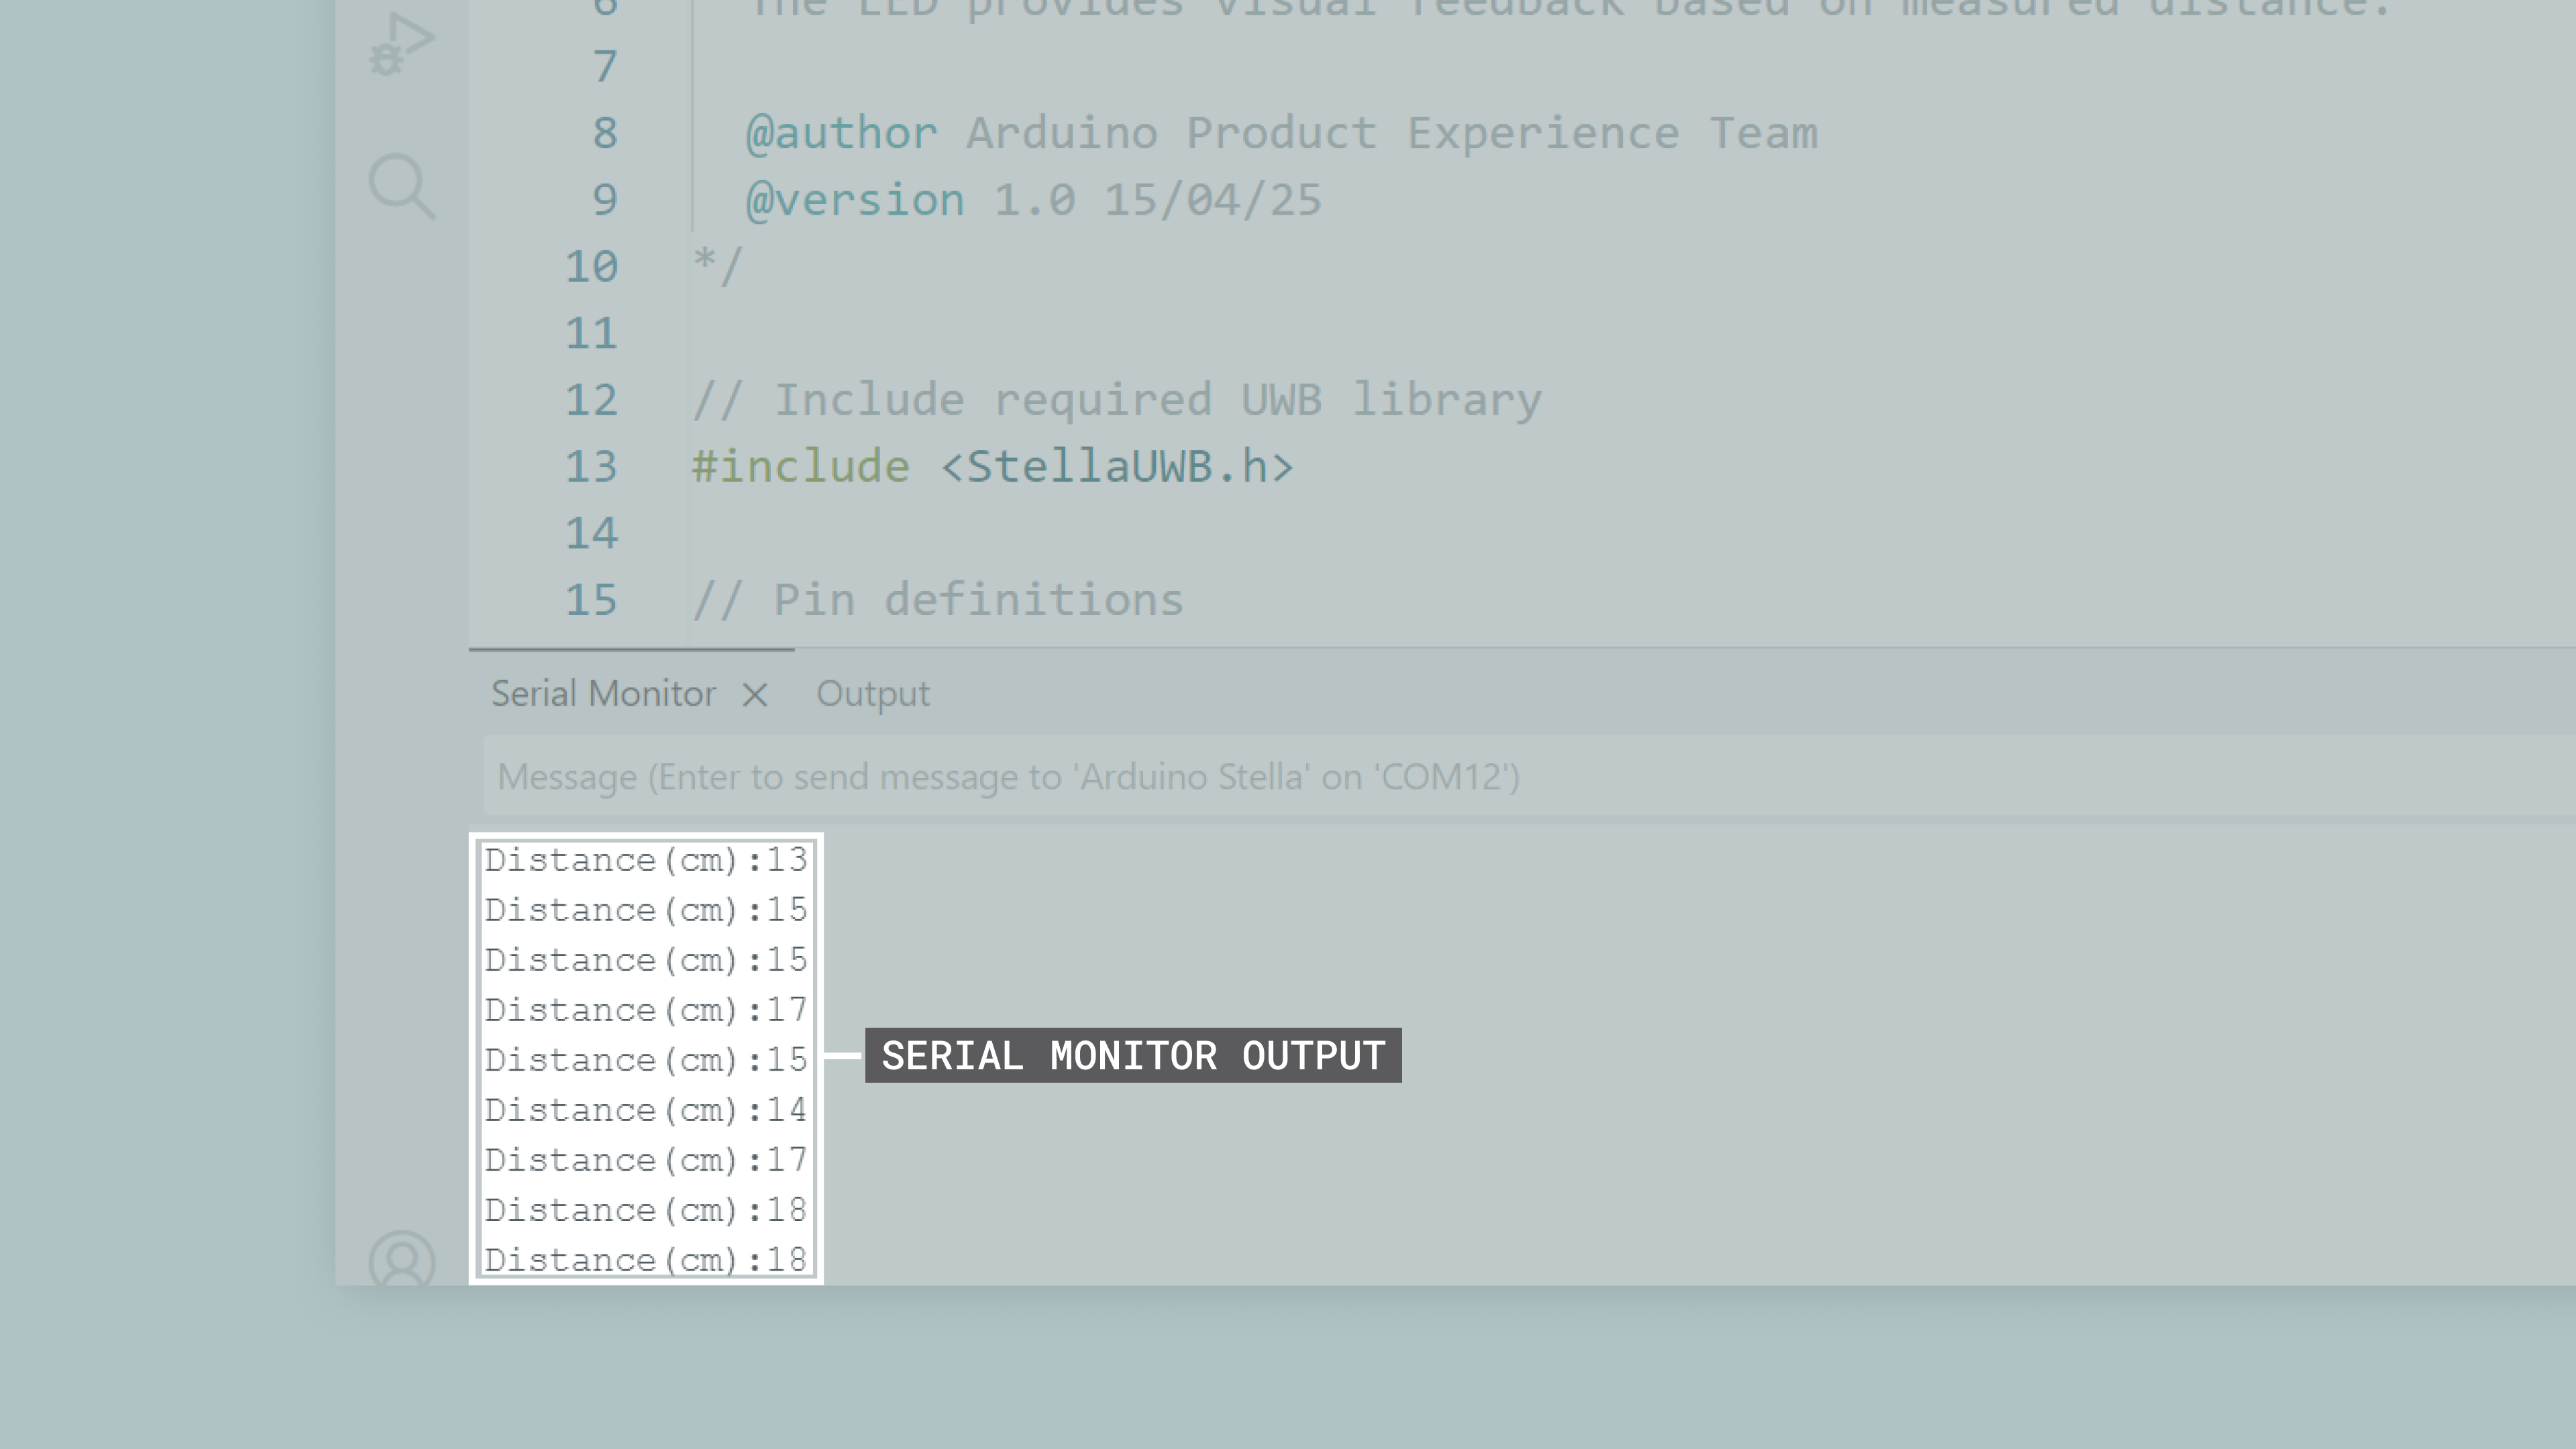 6 The LED provides visual feedback based on measured distance.
7
8 @author Arduino Product Experience Team
9 @version 1.0 15/04/25
10 */
11
12 // Include required UWB library
13 #include <StellaUWB.h>
14
15 // Pin definitions
Serial Monitor Output
Message (Enter to send message to 'Arduino Stella' on 'COM12')
Distance(cm):13
Distance(cm):15
Distance(cm):15
Distance(cm):17
Distance(cm):15
SERIAL MONITOR OUTPUT
Distance(cm):14
Distance(cm):17
Distance(cm):18
Distance(cm):18